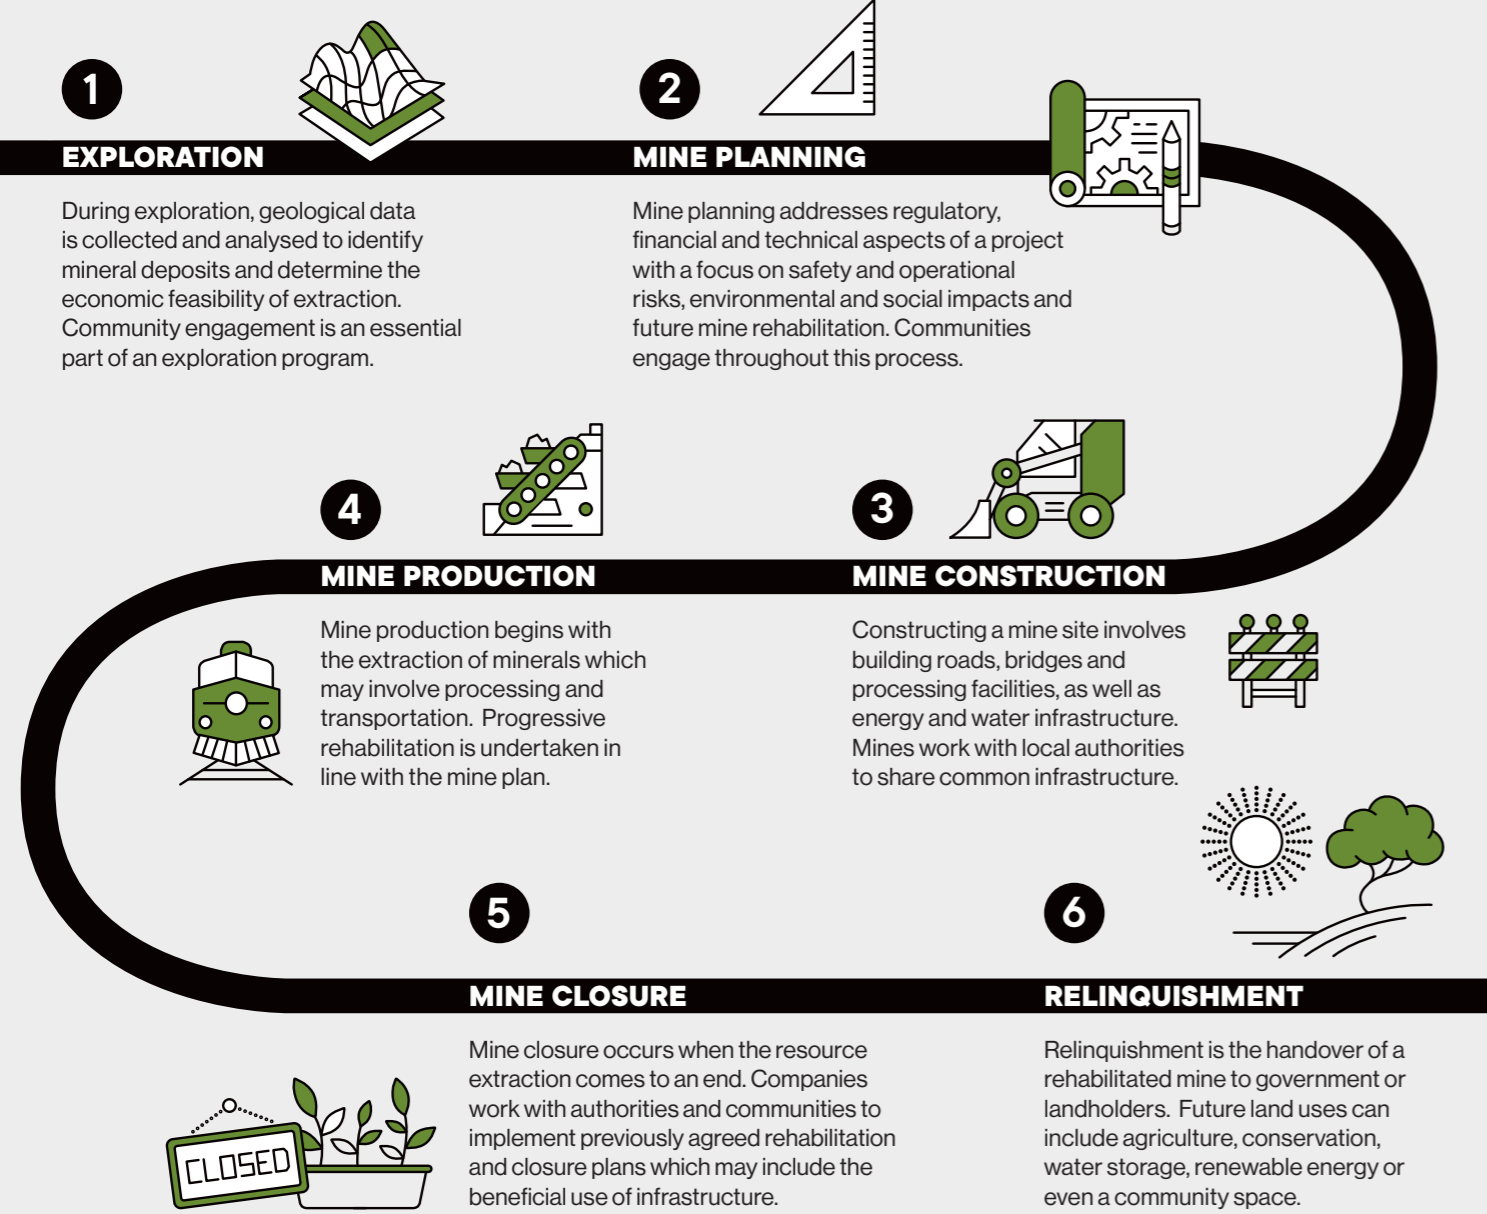 1
EXPLORATION
During exploration, geological data
is collected and analysed to identify
mineral deposits and determine the
economic feasibility of extraction.
Community engagement is an essential
part of an exploration program.
2
MINE PLANNING
Mine planning addresses regulatory,
financial and technical aspects of a project
with a focus on safety and operational
risks, environmental and social impacts and
future mine rehabilitation. Communities
engage throughout this process.
3
MINE CONSTRUCTION
Constructing a mine site involves
building roads, bridges and
processing facilities, as well as
energy and water infrastructure.
Mines work with local authorities
to share common infrastructure.
4
MINE PRODUCTION
Mine production begins with
the extraction of minerals which
may involve processing and
transportation.  Progressive
rehabilitation is undertaken in
line with the mine plan.
5
MINE CLOSURE
Mine closure occurs when the resource
extraction comes to an end. Companies
work with authorities and communities to
implement previously agreed rehabilitation
and closure plans which may include the
beneficial use of infrastructure.
CLOSED
6
RELINQUISHMENT
Relinquishment is the handover of a
rehabilitated mine to government or
landholders.  Future land uses can
include agriculture, conservation,
water storage, renewable energy or
even a community space.